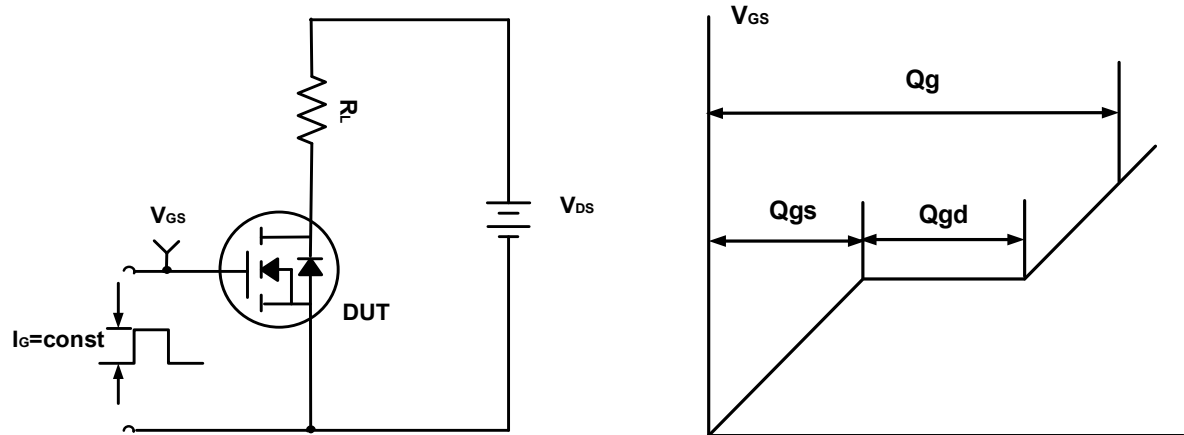 RL
VGS
IG=const
DUT
VDS
VGS
Qg
Qgs
Qgd